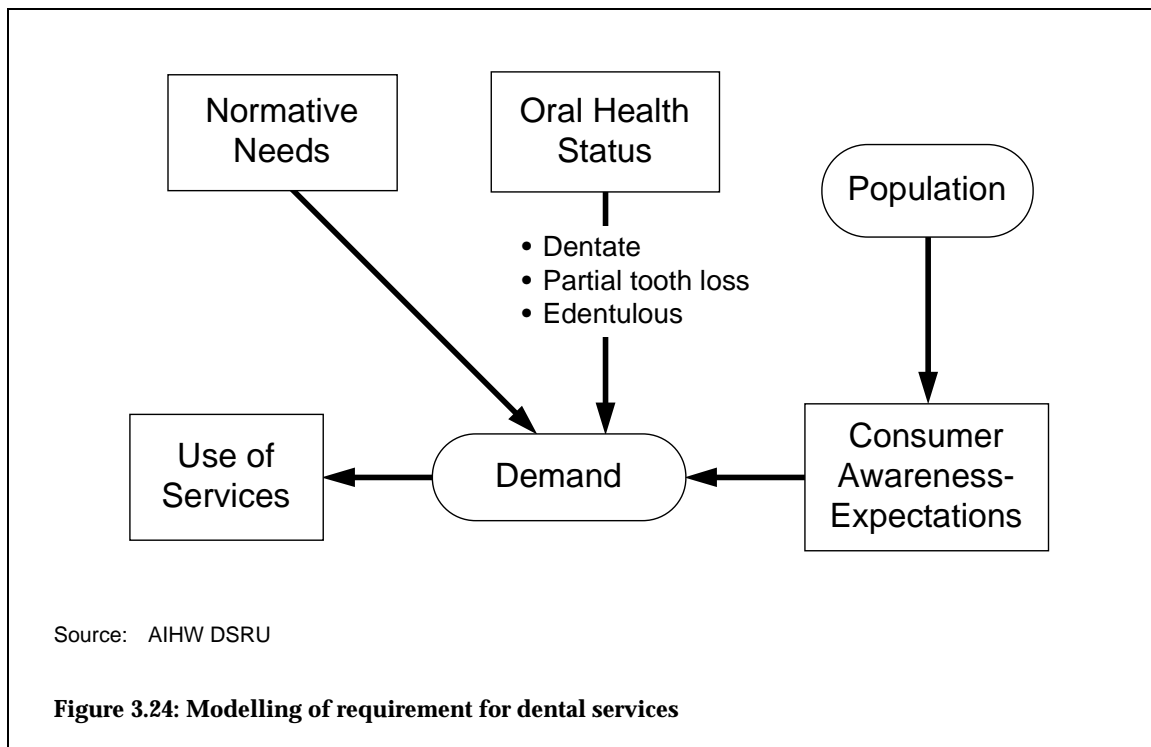 Normative
Needs
Oral Health
Status
Population
• Dentate
• Partial tooth loss
• Edentulous
Use of
Services
Demand
Consumer
Awareness-
Expectations
Source: AIHW DSRU
Figure 3.24: Modelling of requirement for dental services